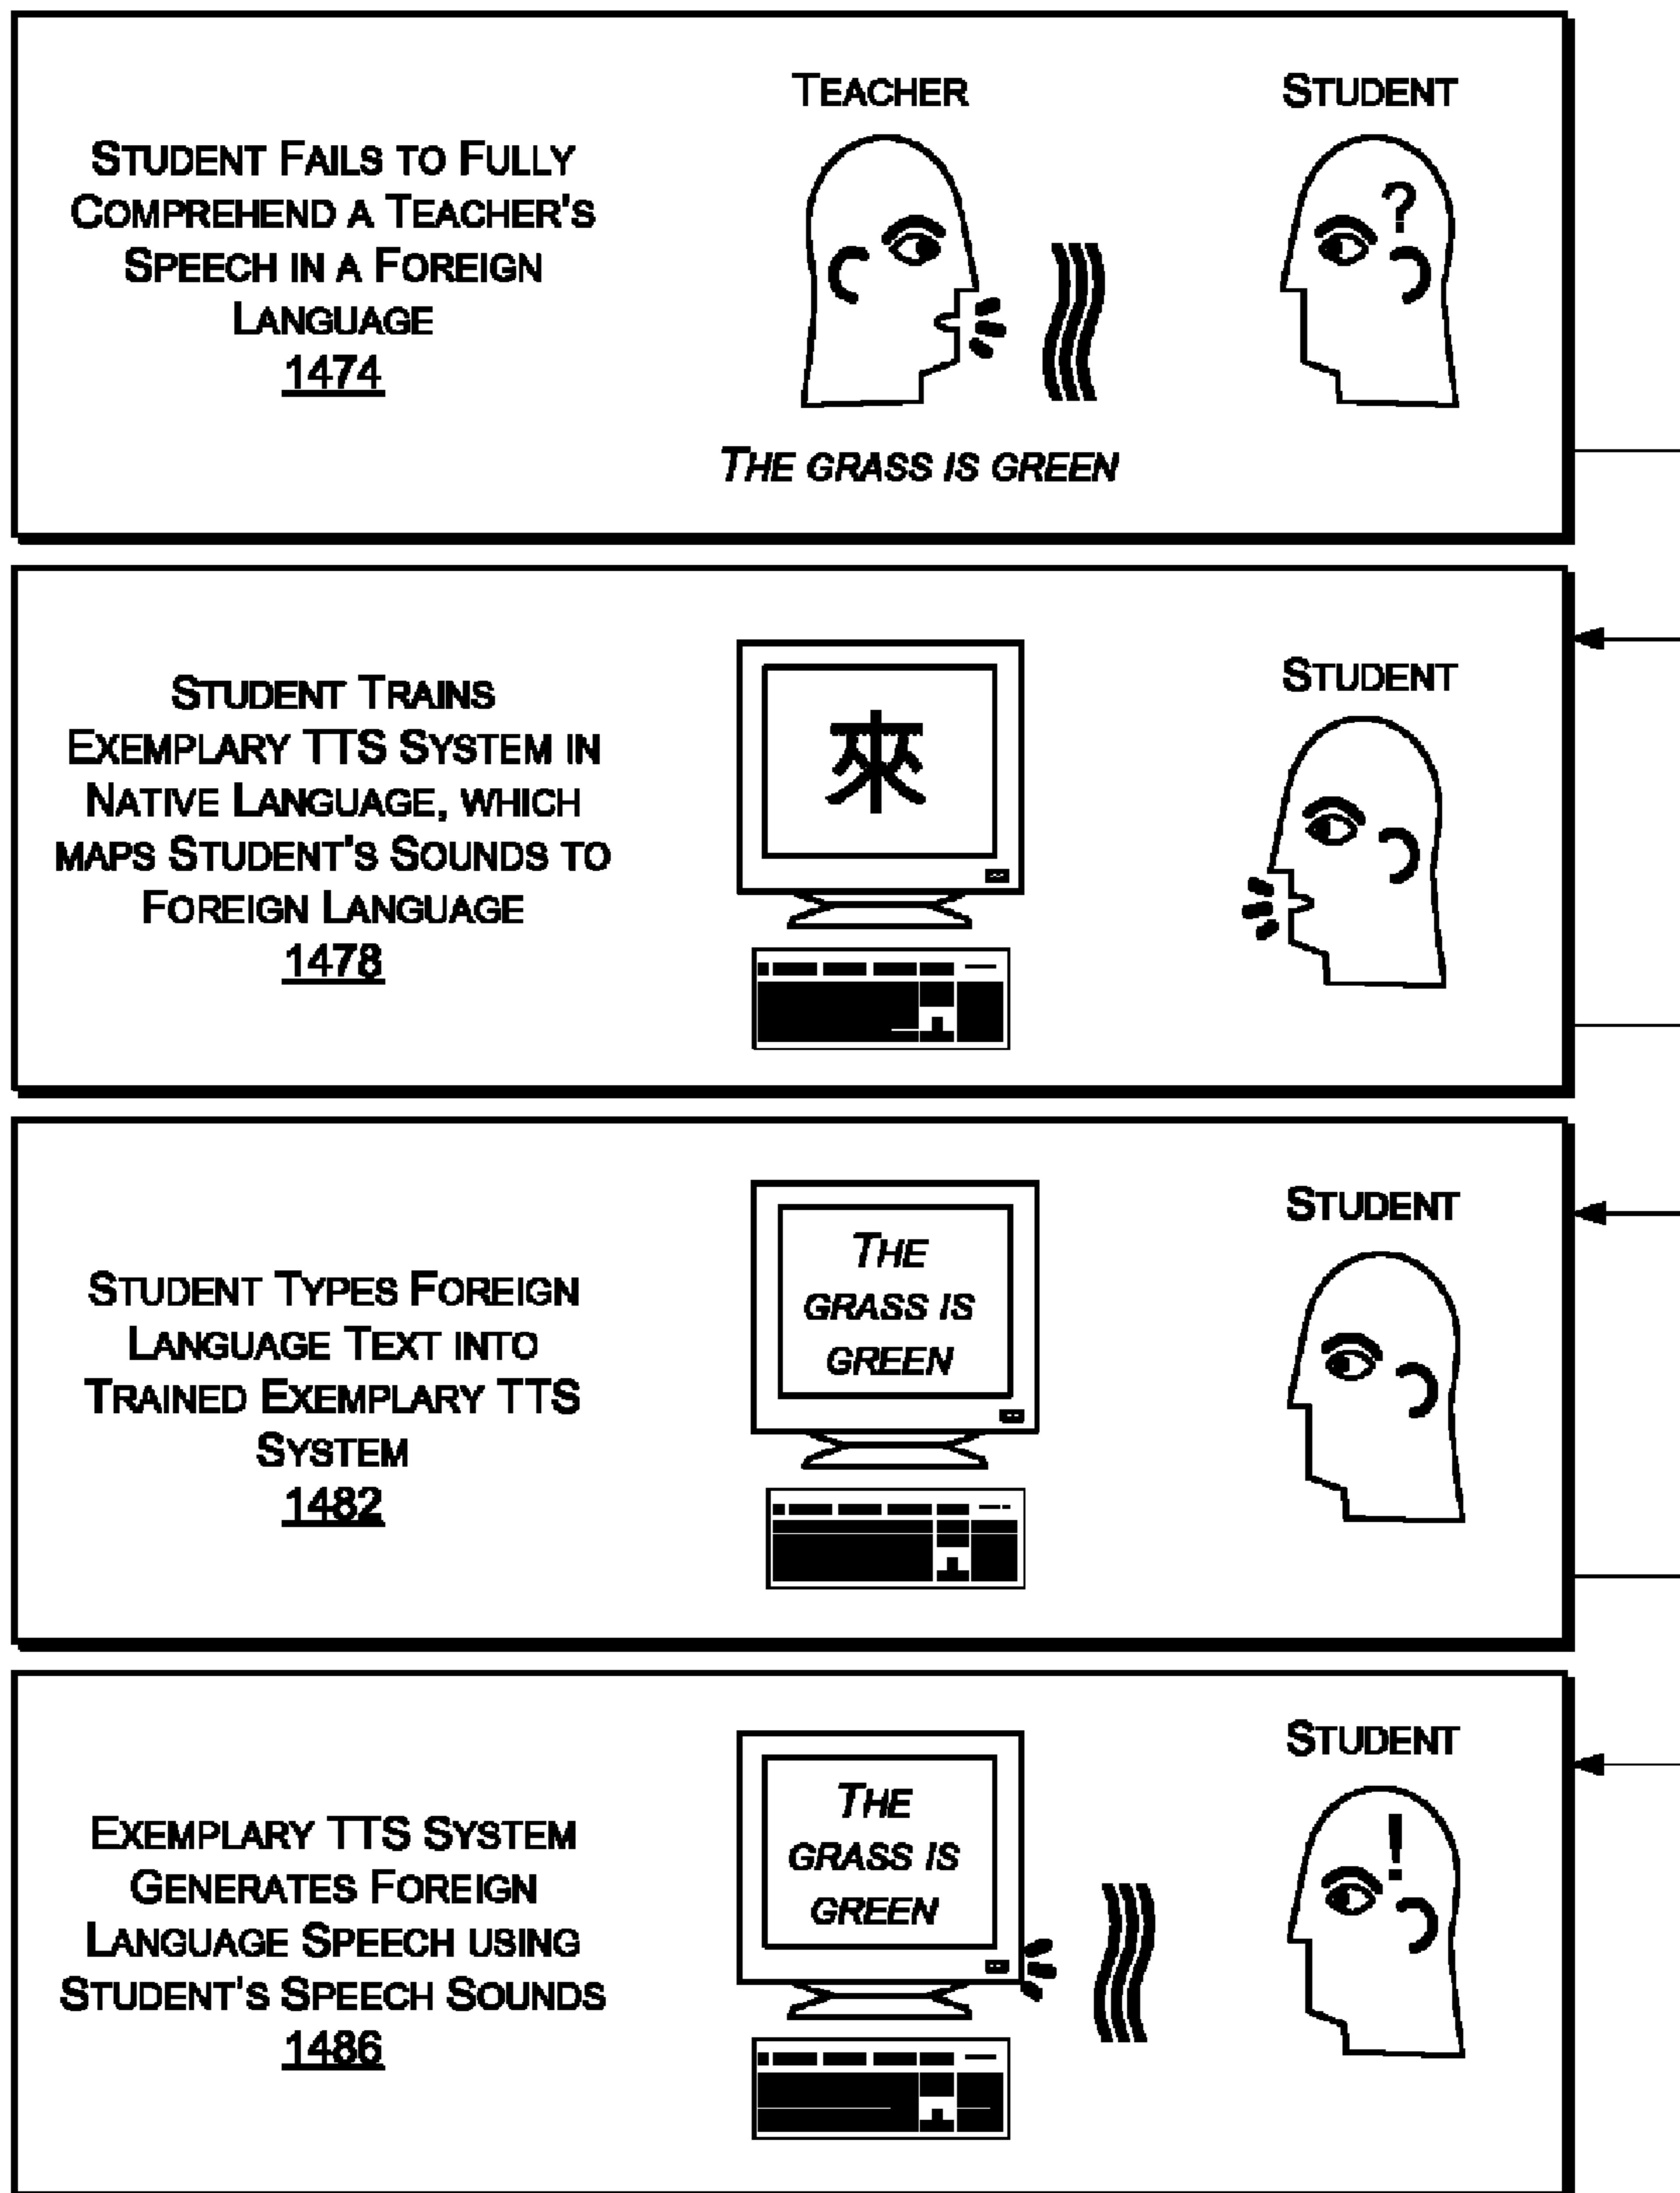 STUDENT FAILS TO FULLY
COMPREHEND A TEACHER'S
SPEECH IN A FOREIGN
LANGUAGE
1474
TEACHER
STUDENT
?
THE GRASS IS GREEN
STUDENT TRAINS
EXEMPLARY TTS SYSTEM IN
NATIVE LANGUAGE, WHICH
MAPS STUDENT'S SOUNDS TO
FOREIGN LANGUAGE
1478
來
STUDENT
STUDENT TYPES FOREIGN
LANGUAGE TEXT INTO
TRAINED EXEMPLARY TTS
SYSTEM
1482
THE
GRASS IS
GREEN
STUDENT
EXEMPLARY TTS SYSTEM
GENERATES FOREIGN
LANGUAGE SPEECH USING
STUDENT'S SPEECH SOUNDS
1486
THE
GRASS IS
GREEN
STUDENT
!